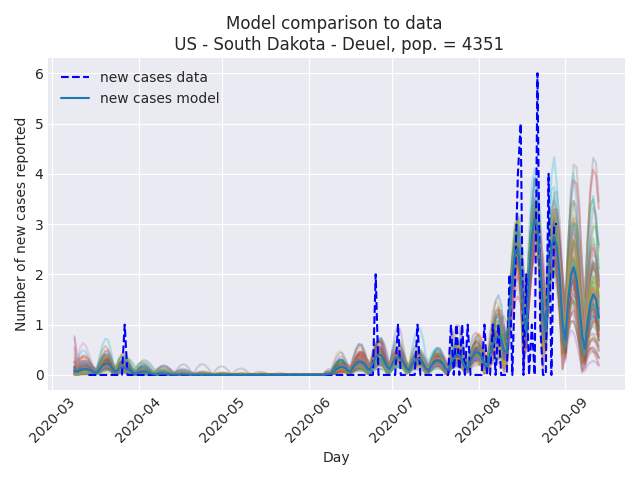 Model comparison to data
US - South Dakota - Deuel, pop. = 4351
new cases data
new cases model
Number of new cases reported
6
5
4
3
2
1
0
2020-03
2020-04
2020-05
2020-06
2020-07
2020-08
2020-09
Day